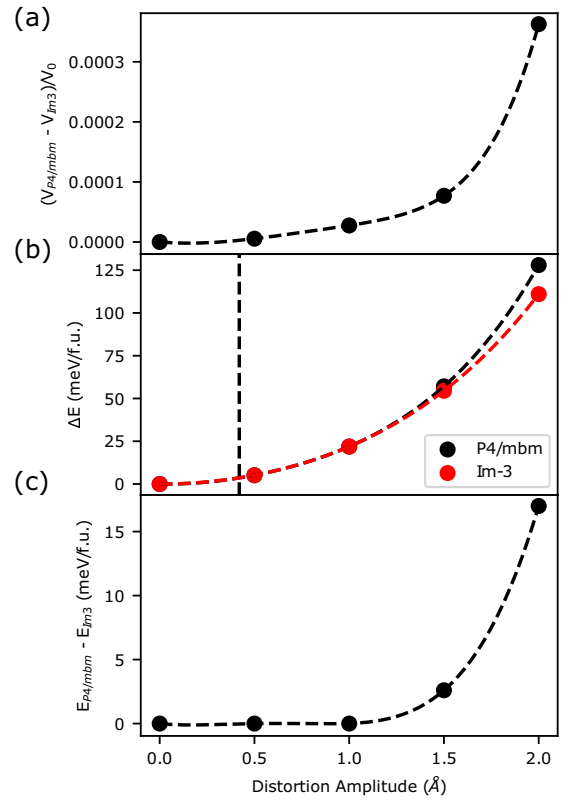 (a)
(V_P4/mbm - V_Im3)/V_0
0.0003
0.0002
0.0001
0.0000
(b)
ΔE (meV/f.u.)
125
100
75
50
25
0
P4/mbm
Im-3
(c)
E_P4/mbm - E_Im3 (meV/f.u.)
15
10
5
0
0.0 0.5 1.0 1.5 2.0
Distortion Amplitude (Å)